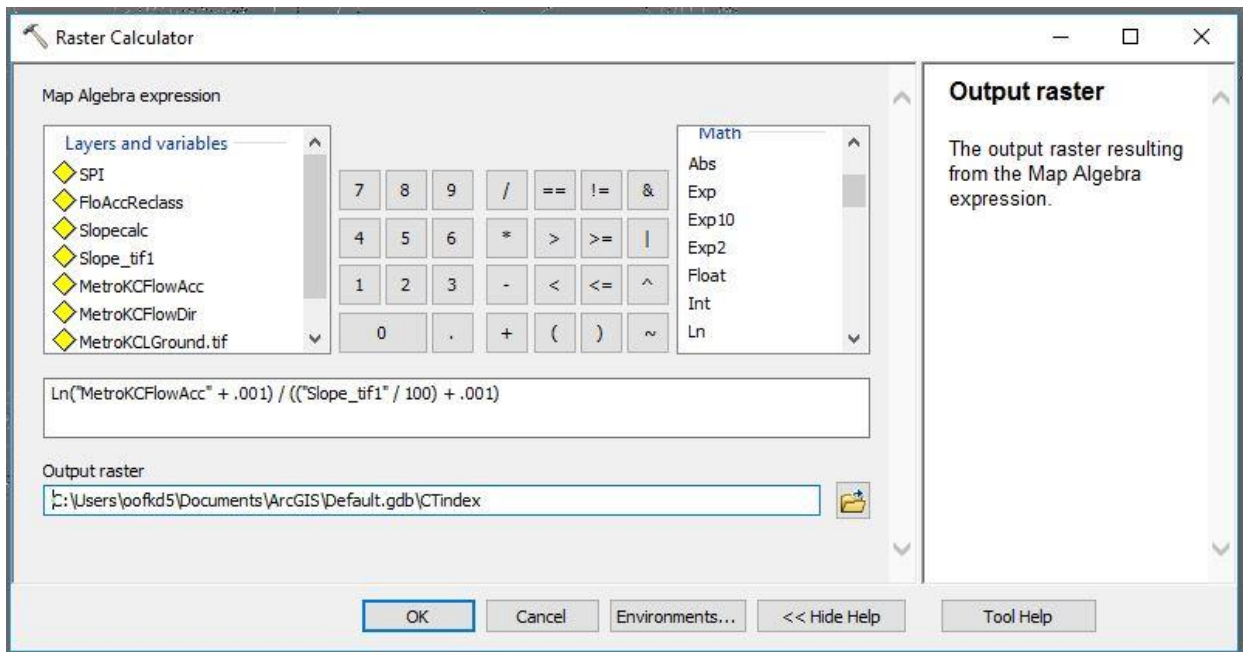 Raster Calculator
Map Algebra expression
Layers and variables
SPI
FloAccReclass
Slopecalc
Slope_tif1
MetroKCFlowAcc
MetroKCFlowDir
MetroKCLGround.tif
7 8 9 / == != &
4 5 6 * > >= |
1 2 3 - < <= ^
0 . + ( ) ~
Math
Abs
Exp
Exp10
Exp2
Float
Int
Ln
Ln("MetroKCFlowAcc" + .001) / (("Slope_tif1" / 100) + .001)
Output raster
C:\Users\oofkd5\Documents\ArcGIS\Default.gdb\CTindex
OK Cancel Environments... << Hide Help Tool Help
Output raster
The output raster resulting
from the Map Algebra
expression.